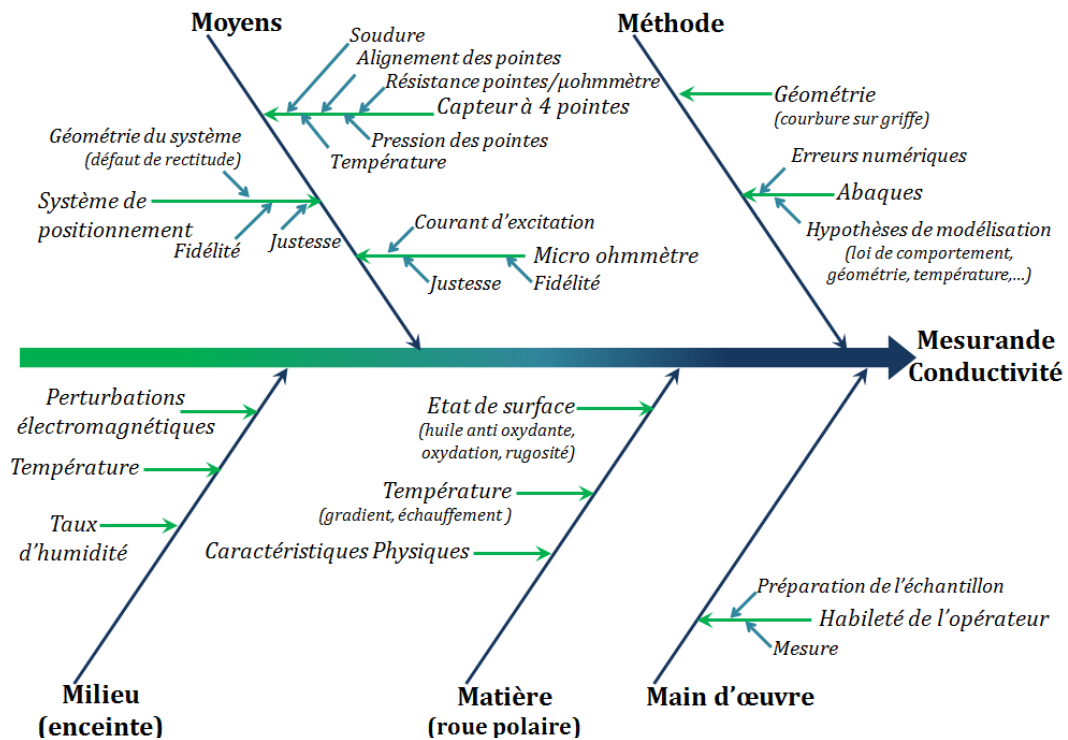 Moyens
Soudure
Alignement des pointes
Résistance pointes/µohmmètre
Capteur à 4 pointes
Pression des pointes
Température
Géométrie du système
(défaut de rectitude)
Système de
positionnement
Fidélité
Justesse
Courant d'excitation
Micro ohmmètre
Justesse
Fidélité
Méthode
Géométrie
(courbure sur griffe)
Erreurs numériques
Abaques
Hypothèses de modélisation
(loi de comportement,
géométrie, température,...)
Mesurande
Conductivité
Perturbations
électromagnétiques
Température
Taux
d'humidité
Milieu
(enceinte)
Etat de surface
(huile anti oxydante,
oxydation, rugosité)
Température
(gradient, échauffement )
Caractéristiques Physiques
Matière
(roue polaire)
Préparation de l'échantillon
Habileté de l'opérateur
Mesure
Main d'œuvre